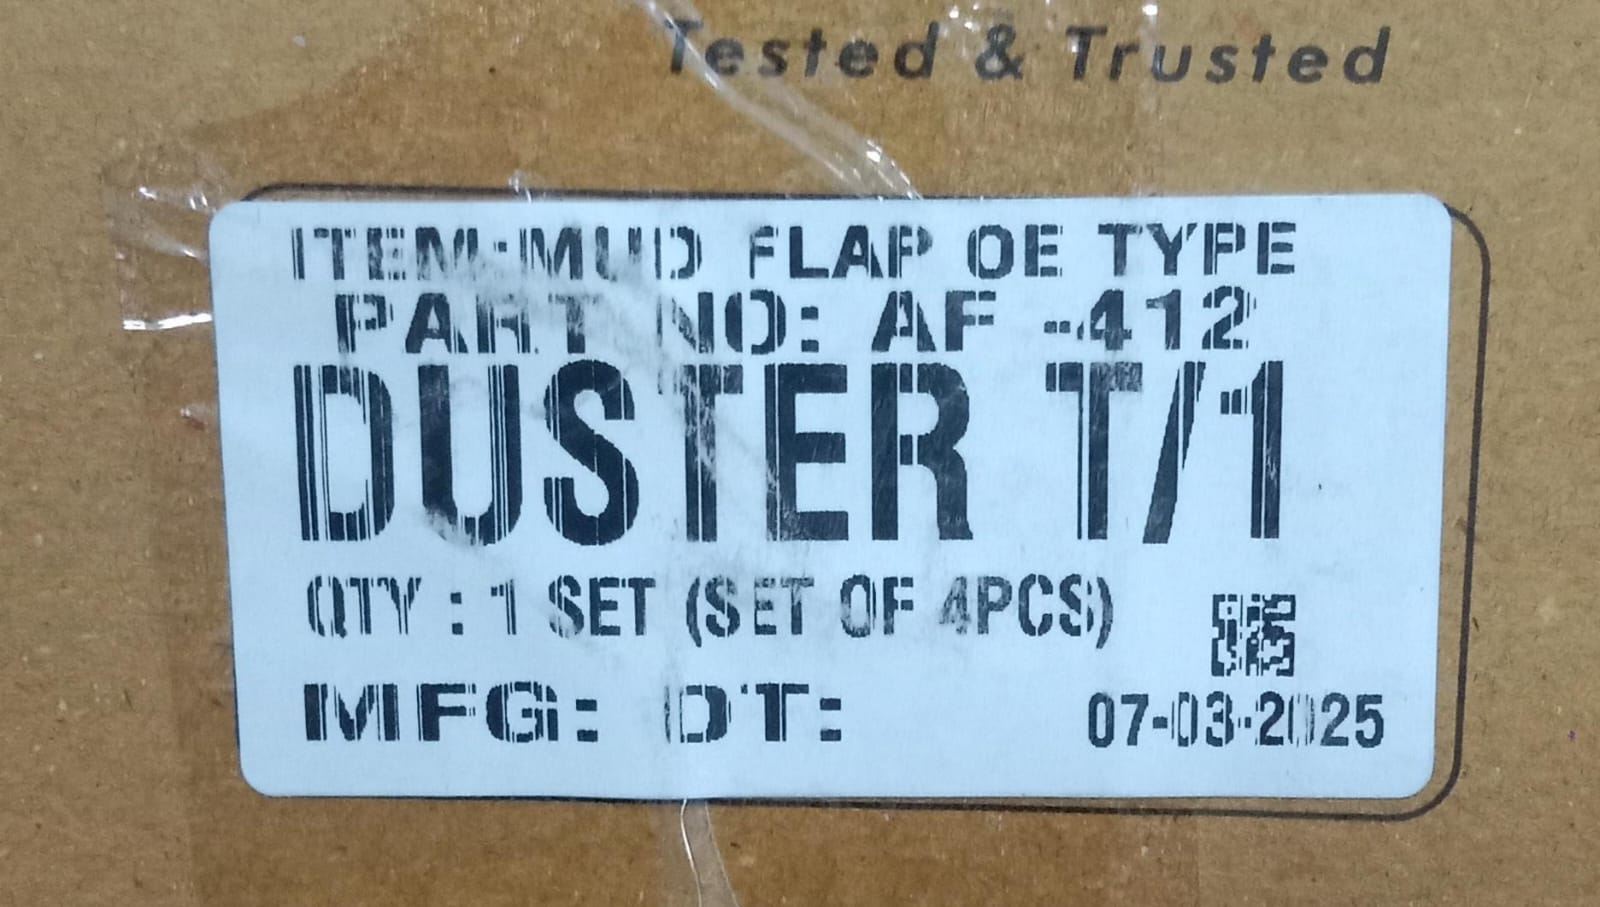 Tested & Trusted
ITEM:MUD FLAP OE TYPE
PART NO: AF -412
DUSTER T/1
QTY : 1 SET (SET OF 4PCS)
MFG: DT: 07-03-2025